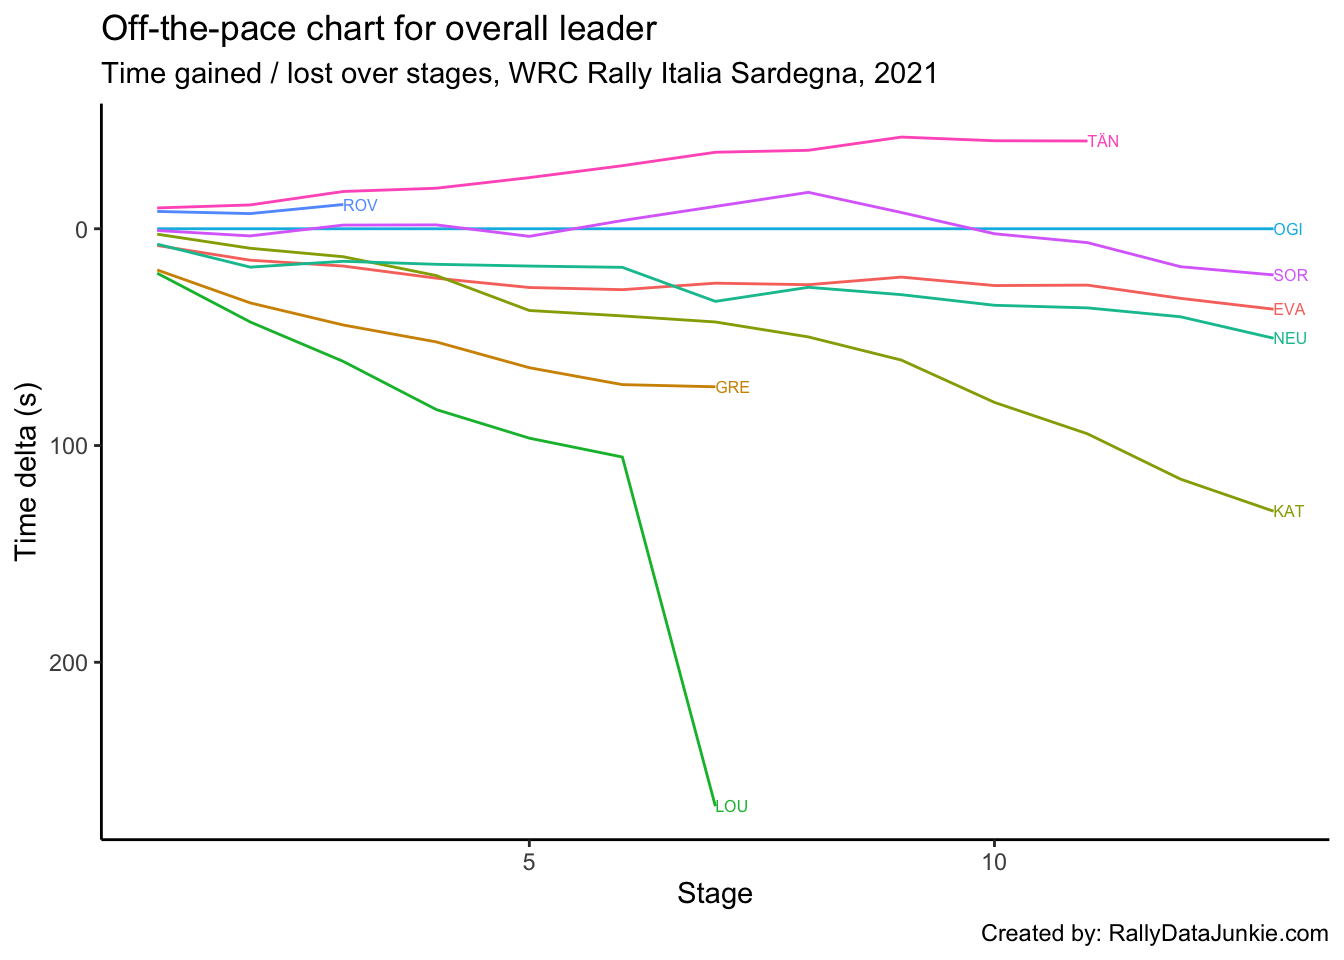 Off-the-pace chart for overall leader
Time gained / lost over stages, WRC Rally Italia Sardegna, 2021
TÄN
ROV
0
OGI
SOR
EVA
NEU
GRE
100
KAT
200
LOU
Time delta (s)
5
10
Stage
Created by: RallyDataJunkie.com